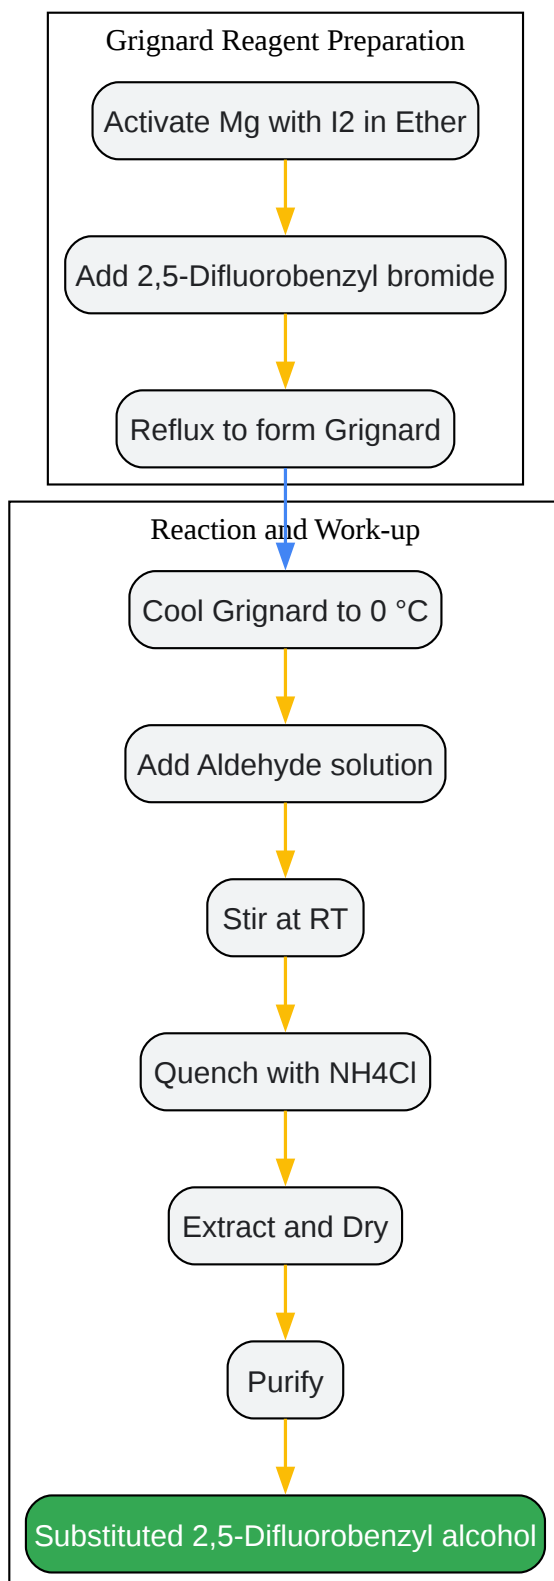 Grignard Reagent Preparation
Activate Mg with I2 in Ether
Add 2,5-Difluorobenzyl bromide
Reflux to form Grignard
Reaction and Work-up
Cool Grignard to 0 °C
Add Aldehyde solution
Stir at RT
Quench with NH4Cl
Extract and Dry
Purify
Substituted 2,5-Difluorobenzyl alcohol